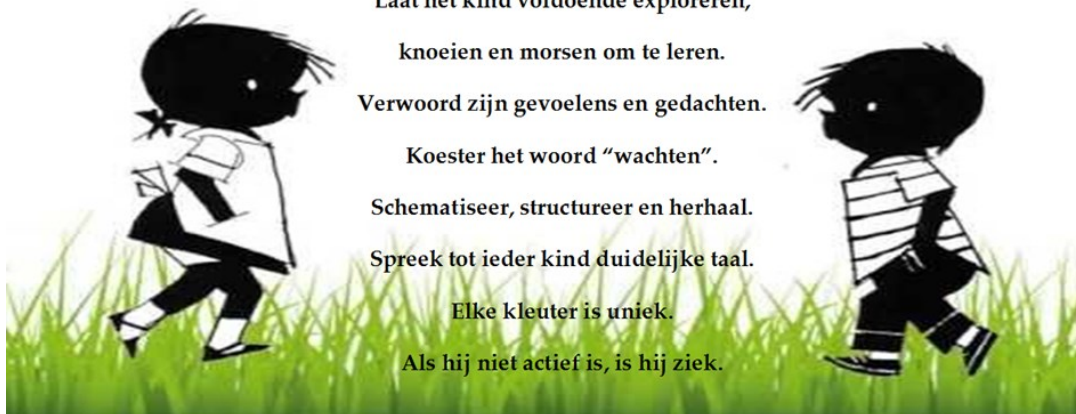 Laat het kind voldoende exploreren,
knoeien en morsen om te leren.
Verwoord zijn gevoelens en gedachten.
Koester het woord “wachten”.
Schematiseer, structureer en herhaal.
Spreek tot ieder kind duidelijke taal.
Elke kleuter is uniek.
Als hij niet actief is, is hij ziek.